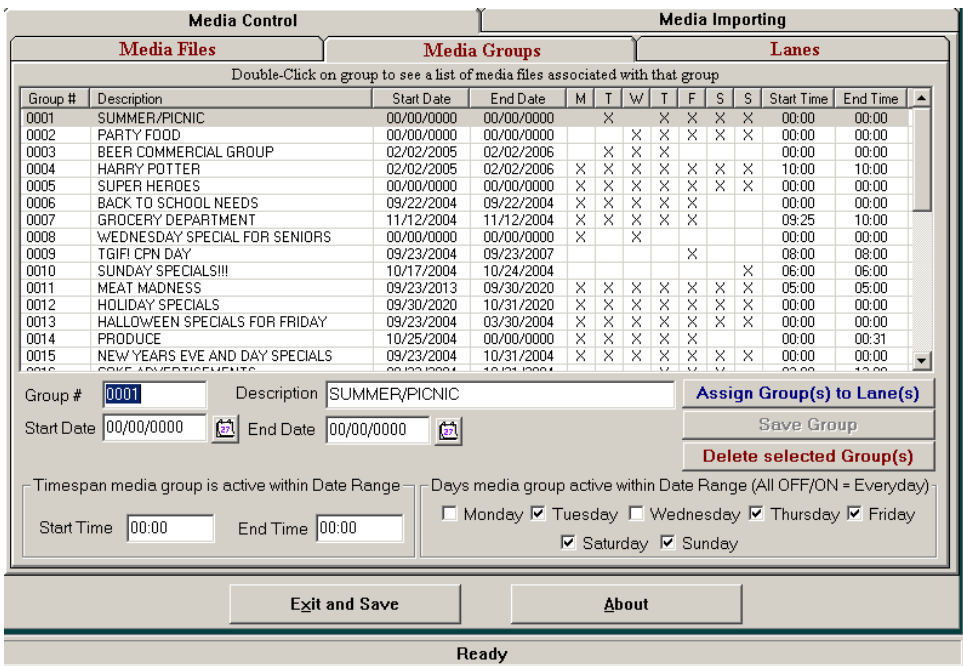 Media Control Media Importing
Media Files Media Groups Lanes
Double-Click on group to see a list of media files associated with that group
Group # Description Start Date End Date M T W T F S S Start Time End Time
0001 SUMMER/PICNIC 00/00/0000 00/00/0000 X X X X X 00:00 00:00
0002 PARTY FOOD 00/00/0000 00/00/0000 X X X X X 00:00 00:00
0003 BEER COMMERCIAL GROUP 02/02/2005 02/02/2006 X X X 00:00 00:00
0004 HARRY POTTER 02/02/2005 02/02/2006 X X X X X X X 10:00 10:00
0005 SUPER HEROES 00/00/0000 00/00/0000 X X X X X X X 00:00 00:00
0006 BACK TO SCHOOL NEEDS 09/22/2004 09/22/2004 X X X X X 00:00 00:00
0007 GROCERY DEPARTMENT 11/12/2004 11/12/2004 X X X X X 09:25 10:00
0008 WEDNESDAY SPECIAL FOR SENIORS 00/00/0000 00/00/0000 X X 00:00 00:00
0009 TGIF! CPN DAY 09/23/2004 09/23/2007 X 08:00 08:00
0010 SUNDAY SPECIALS!!! 10/17/2004 10/24/2004 X 06:00 06:00
0011 MEAT MADNESS 09/23/2013 09/30/2020 X X X X X X X 05:00 05:00
0012 HOLIDAY SPECIALS 09/30/2020 10/31/2020 X X X X X X X 00:00 00:00
0013 HALLOWEEN SPECIALS FOR FRIDAY 09/23/2004 03/30/2004 X X X X X X X 00:00 00:00
0014 PRODUCE 10/25/2004 00/00/2004 X X X X X 00:00 00:31
0015 NEW YEARS EVE AND DAY SPECIALS 09/23/2004 10/31/2004 X X X X X X X 00:00 00:00
Group # 0001 Description SUMMER/PICNIC Assign Group(s) to Lane(s)
Start Date 00/00/0000 27 End Date 00/00/0000 27 Save Group
Delete selected Group(s)
Timespan media group is active within Date Range Days media group active within Date Range (All OFF/ON = Everyday)
Monday Tuesday Wednesday Thursday Friday
Start Time 00:00 End Time 00:00
Saturday Sunday
Exit and Save About
Ready